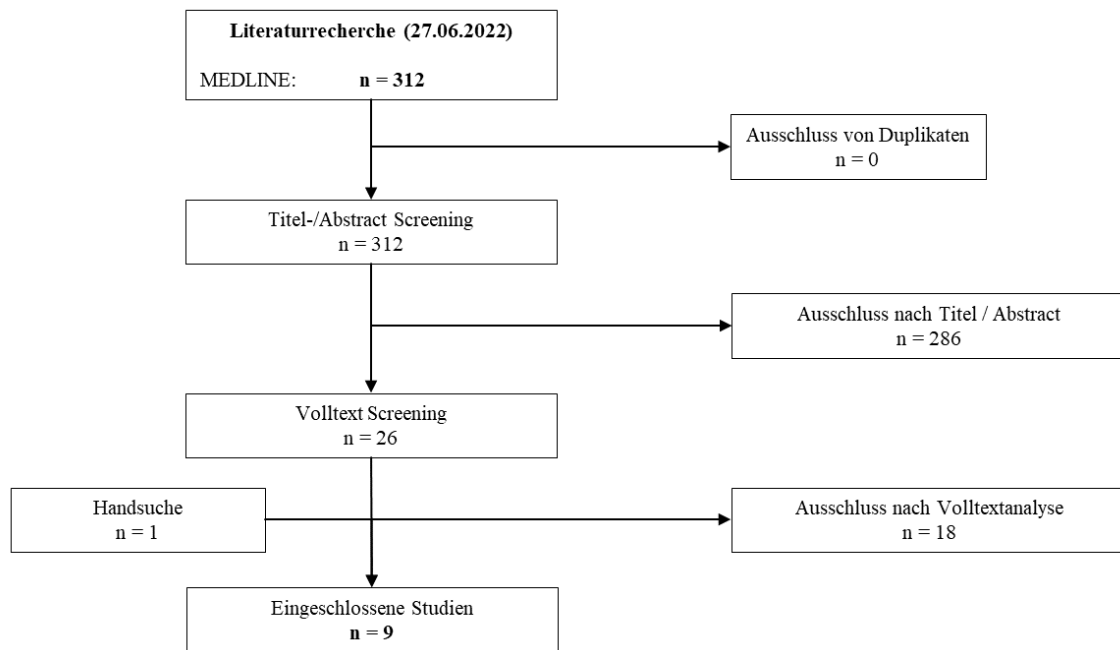 Literaturrecherche (27.06.2022)
MEDLINE: n = 312
Ausschluss von Duplikaten
n = 0
Titel-/Abstract Screening
n = 312
Ausschluss nach Titel / Abstract
n = 286
Volltext Screening
n = 26
Handsuche
n = 1
Ausschluss nach Volltextanalyse
n = 18
Eingeschlossene Studien
n = 9